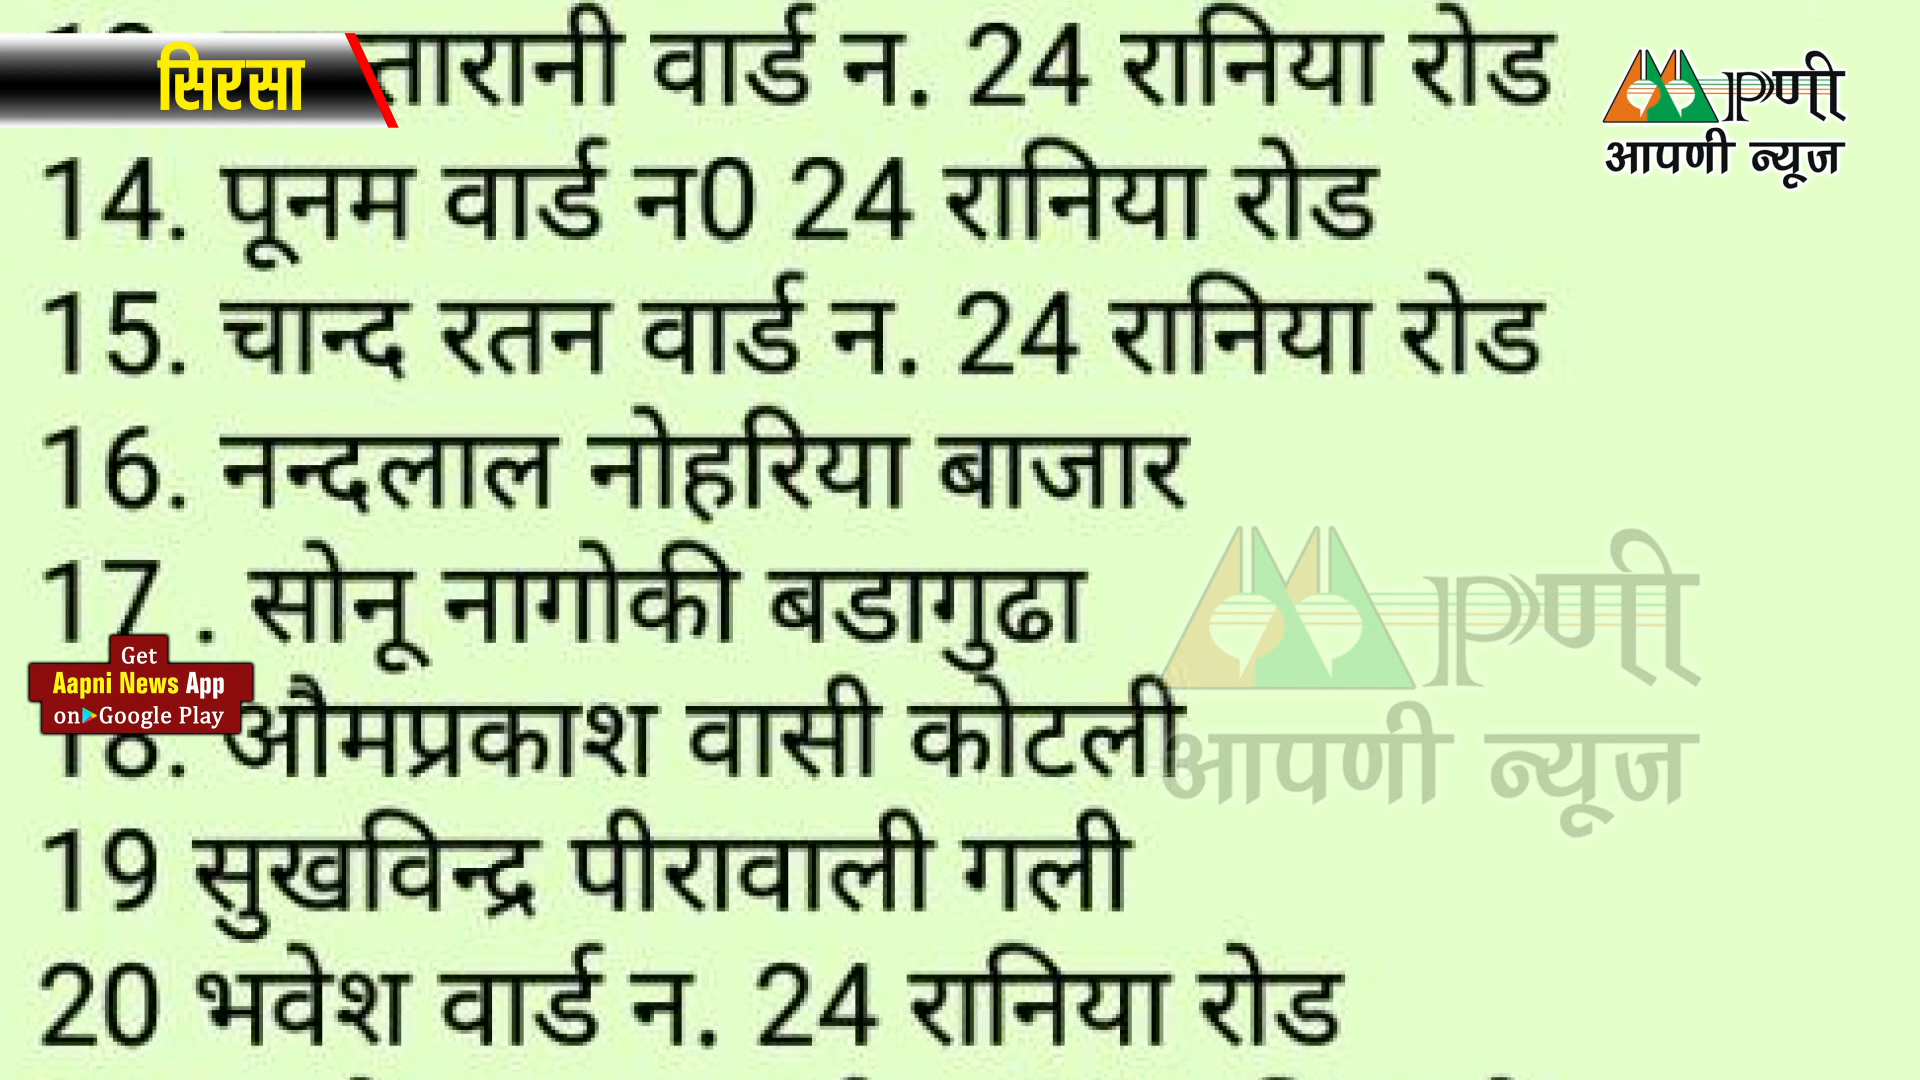 सिरसा
वार्ड न. 24 रानिया रोड
14. पूनम वार्ड न0 24 रानिया रोड
15. चान्द रतन वार्ड न. 24 रानिया रोड
16. नन्दलाल नोहरिया बाजार
17 . सोनू नागोकी बडागुढा
18. औमप्रकाश वासी कोटली
19 सुखविन्द्र पीरावाली गली
20 भवेश वार्ड न. 24 रानिया रोड
Get
Aapni News App
on Google Play
आपणी न्यूज
आपणी न्यूज